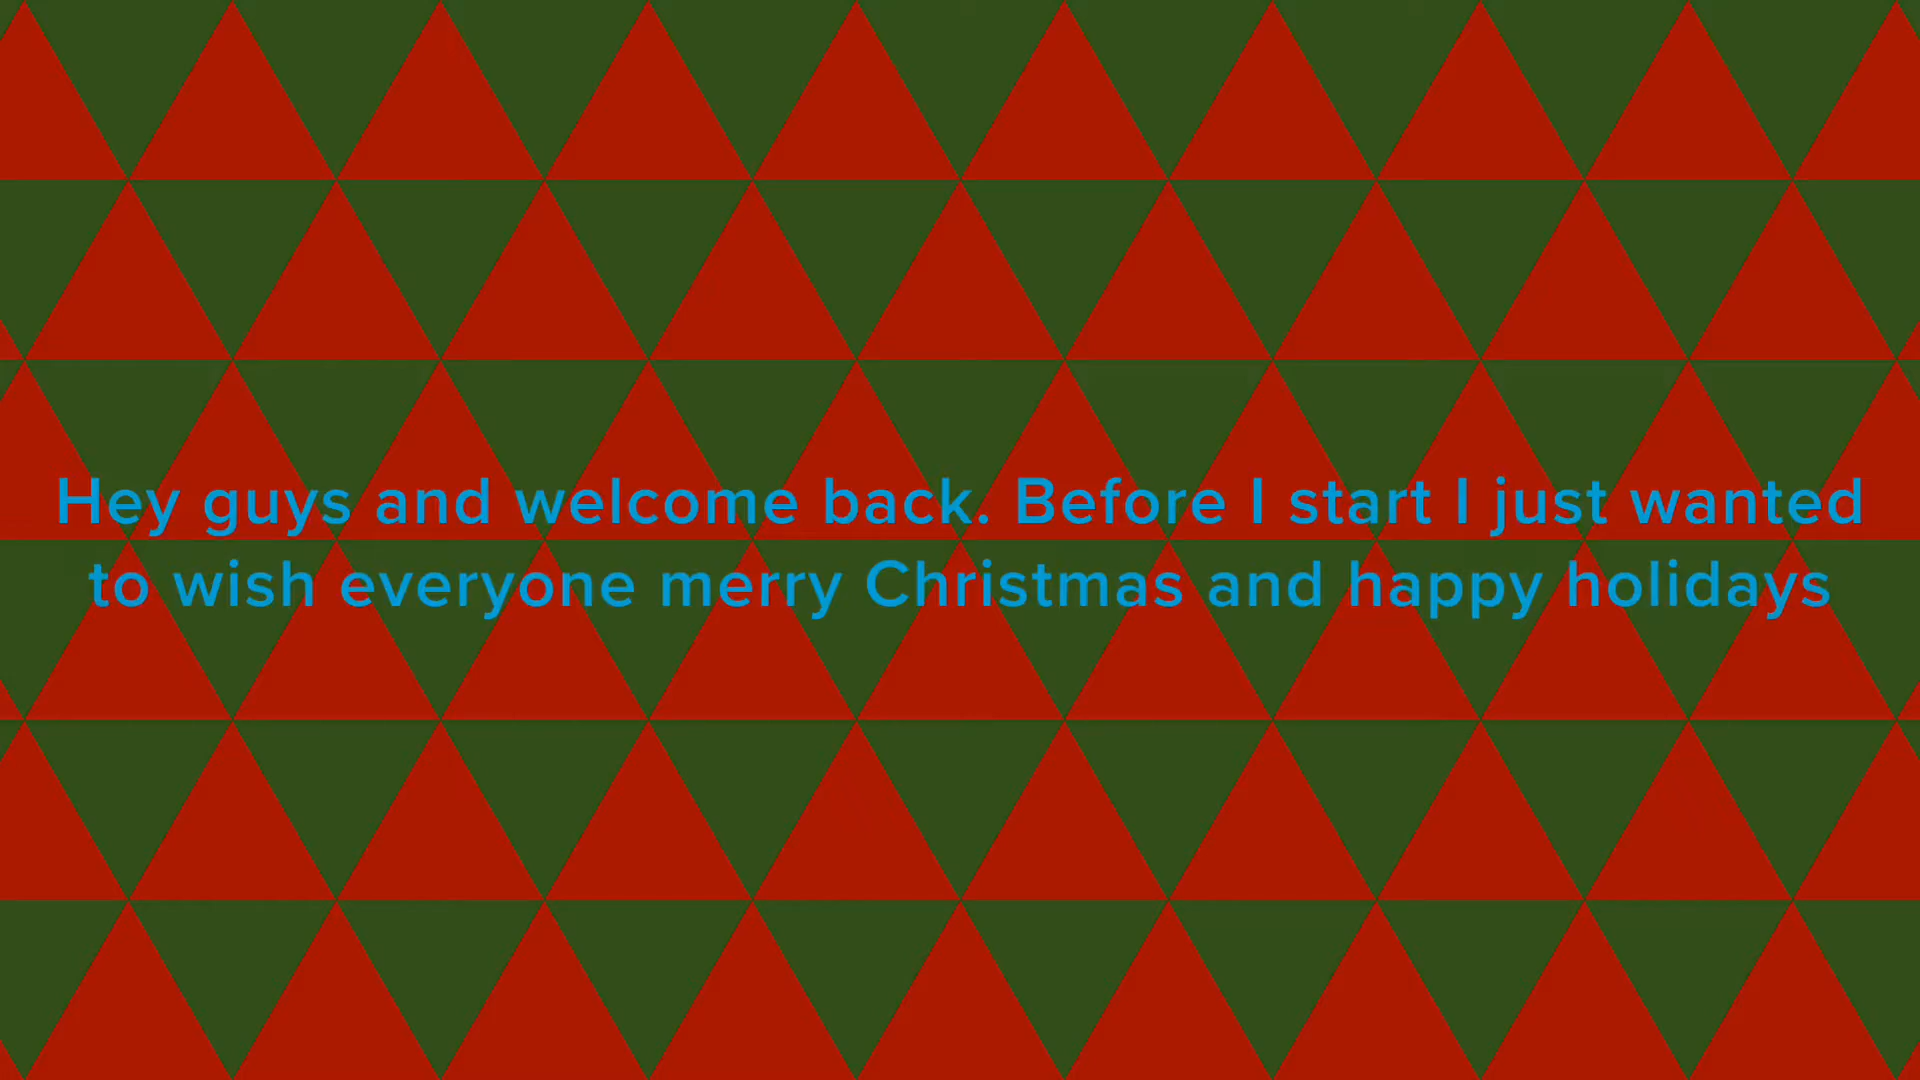 Hey guys and welcome back. Before I start I just wanted
to wish everyone merry Christmas and happy holidays